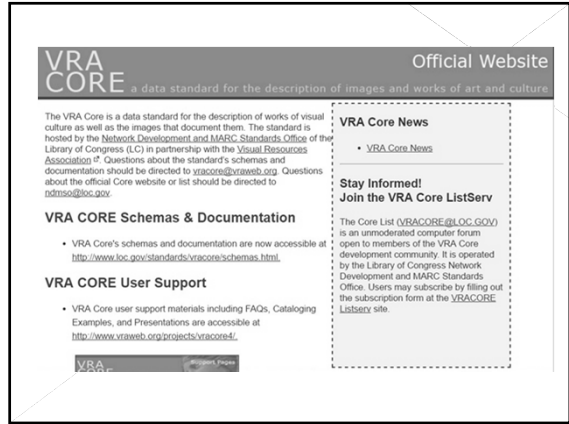 VRA
CORE
Official Website
a data standard for the description of images and works of art and culture
The VRA Core is a data standard for the description of works of visual
culture as well as the images that document them. The standard is
hosted by the Network Development and MARC Standards Office of the
Library of Congress (LC) in partnership with the Visual Resources
Association. Questions about the standard's schemas and
documentation should be directed to vracore@vraweb.org. Questions
about the official Core website or list should be directed to
ndmso@loc.gov.
VRA CORE Schemas & Documentation
• VRA Core's schemas and documentation are now accessible at
http://www.loc.gov/standards/vracore/schemas.html.
VRA CORE User Support
• VRA Core user support materials including FAQs, Cataloging
Examples, and Presentations are accessible at
http://www.vraweb.org/projects/vracore4/.
VRA
CORE
Support Pages
VRA Core News
• VRA Core News
Stay Informed!
Join the VRA Core ListServ
The Core List (VRACORE@LOC.GOV)
is an unmoderated computer forum
open to members of the VRA Core
development community. It is operated
by the Library of Congress Network
Development and MARC Standards
Office. Users may subscribe by filling out
the subscription form at the VRACORE
Listserv site.